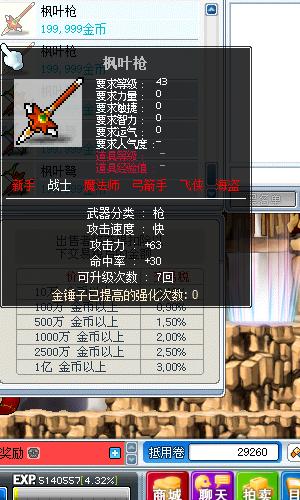 枫叶枪
199,999金币
枫叶枪
要求等级： 43
要求力量： 0
要求触捷： 0
要求智力： 0
要求运气： 0
要求人气度： -
道具等级： -
道具经验值： -
新手 战士 魔法师 弓箭手 飞侠 海盗
武器分类 : 枪
攻击速度 : 快
攻击力 : +63
命中率 : +30
可升级次数 : 7回
金锤子已提高的强化次数: 0
枫叶弩
199,999金币
100万 金币以上 0,50%
500万 金币以上 1,50%
1000万 金币以上 2,00%
2500万 金币以上 2,50%
1亿 金币以上 3,00%
奖励
抵用卷 29260
EXP. 5140557[4.32%]
商城
聊天
拍卖